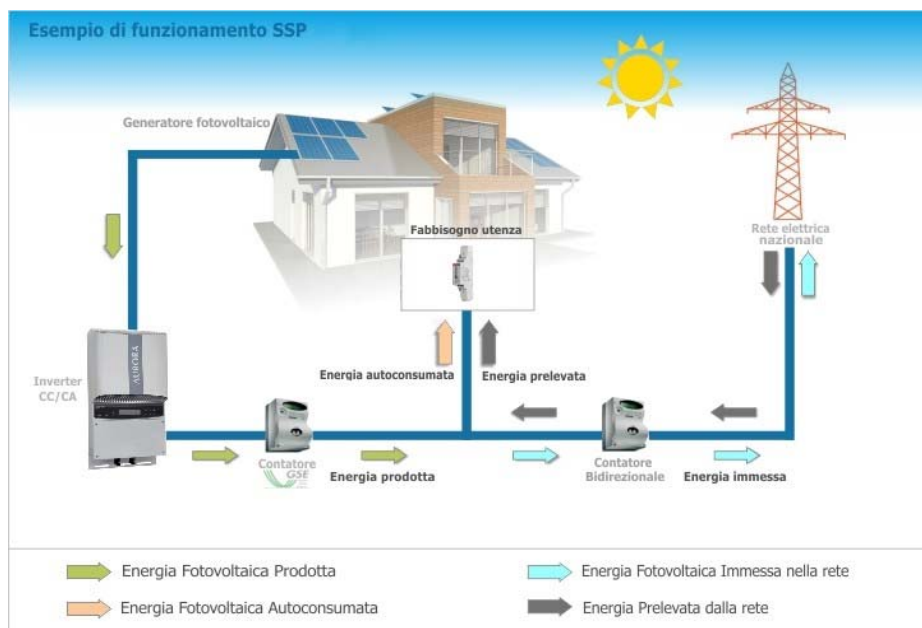 Esempio di funzionamento SSP
Generatore fotovoltaico
Fabbisogno utenza
Rete elettrica
nazionale
AURORA
Inverter
CC/CA
Energia autoconsumata
Energia prelevata
Contatore
GSE
Energia prodotta
Contatore
Bidirezionale
Energia immessa
Energia Fotovoltaica Prodotta
Energia Fotovoltaica Immessa nella rete
Energia Fotovoltaica Autoconsumata
Energia Prelevata dalla rete